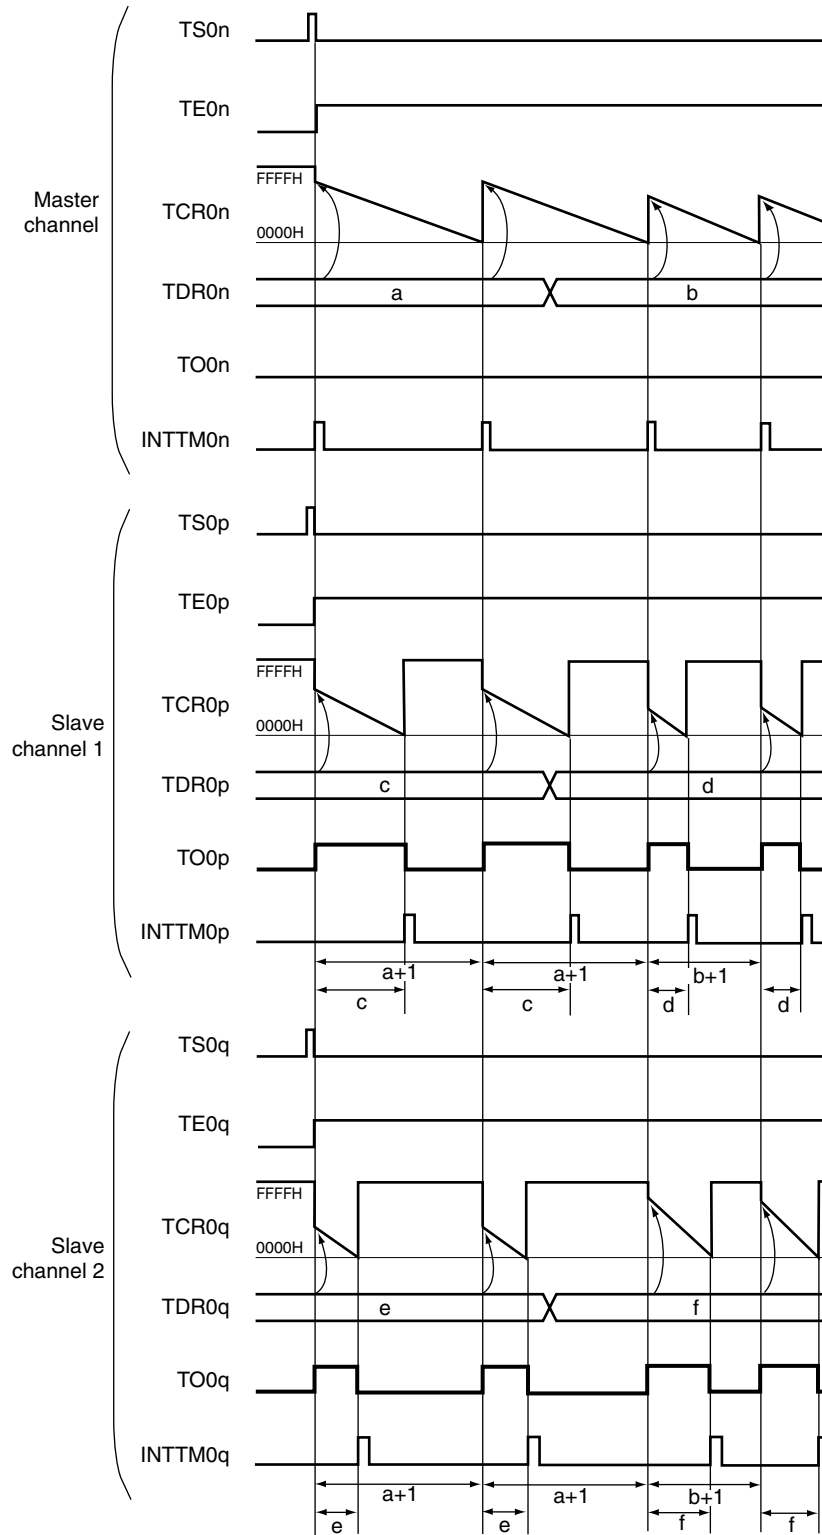 TS0n
TE0n
Master
channel
FFFFH
TCR0n
0000H
TDR0n
a
b
TO0n
INTTM0n
TS0p
TE0p
FFFFH
TCR0p
0000H
Slave
channel 1
TDR0p
c
d
TO0p
INTTM0p
a+1
a+1
b+1
c
c
d
d
TS0q
TE0q
FFFFH
TCR0q
0000H
Slave
channel 2
TDR0q
e
f
TO0q
INTTM0q
a+1
a+1
b+1
e
e
f
f